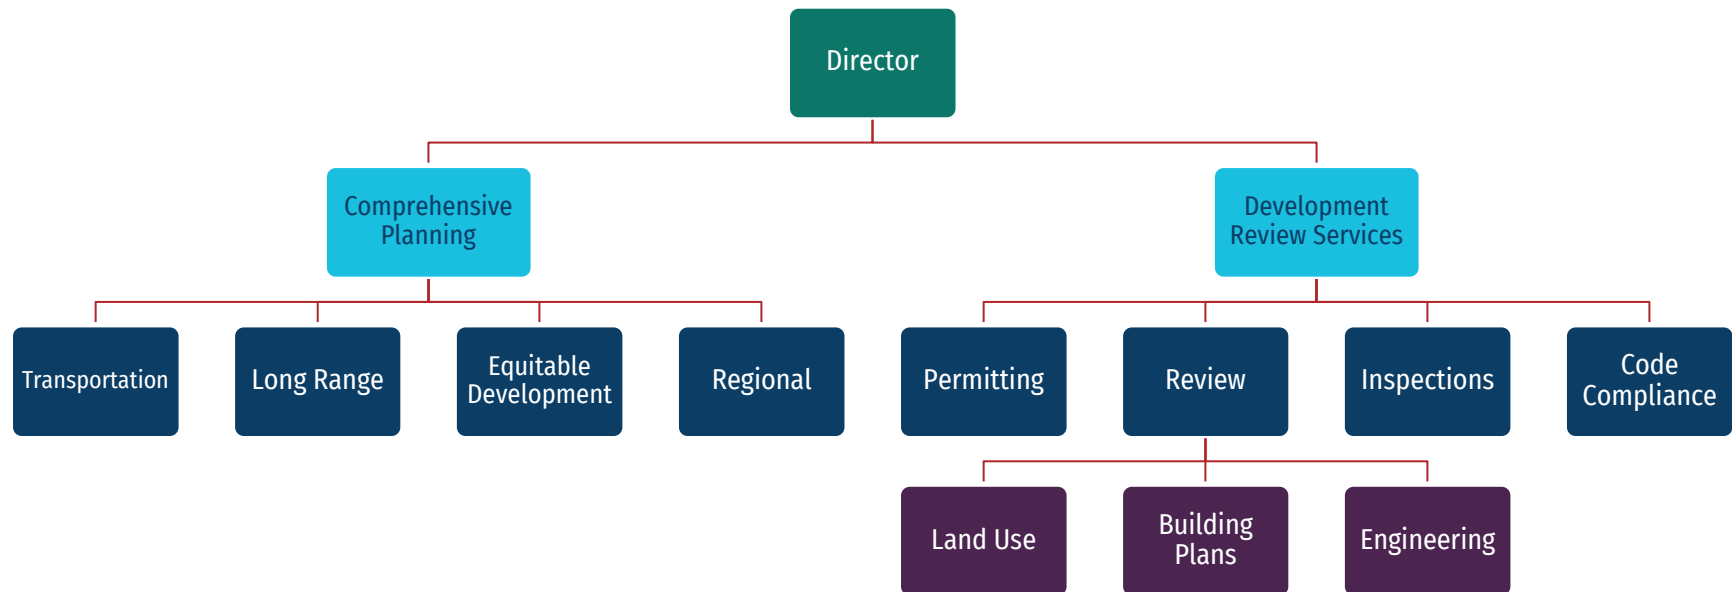 Director
Comprehensive
Planning
Development
Review Services
Transportation
Long Range
Equitable
Development
Regional
Permitting
Review
Inspections
Code
Compliance
Land Use
Building
Plans
Engineering